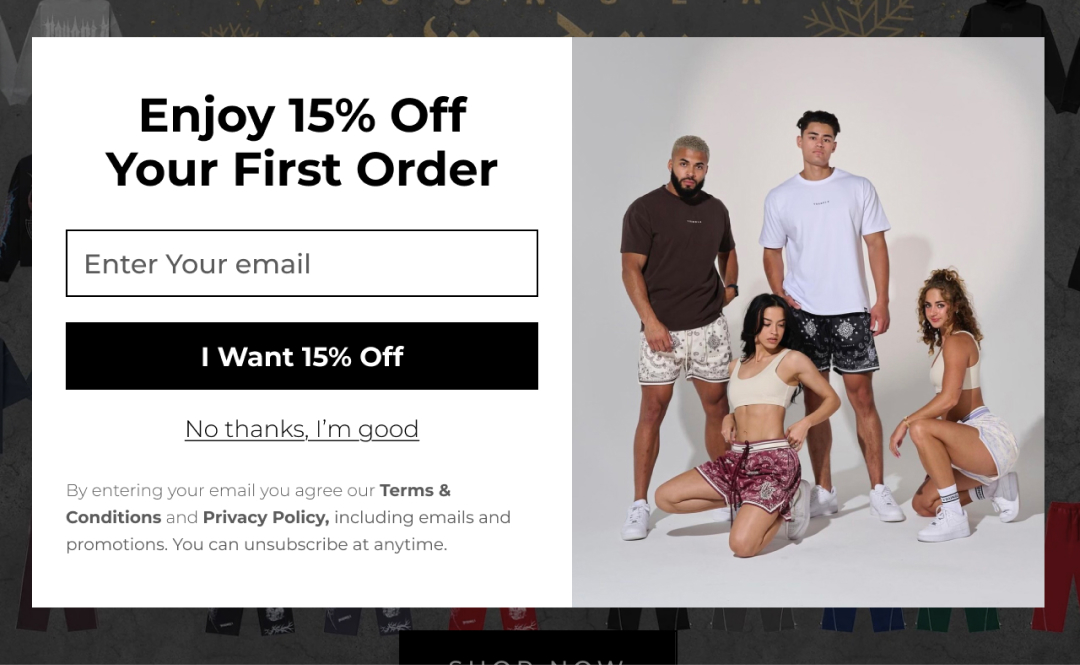 Enjoy 15% Off
Your First Order
Enter Your email
I Want 15% Off
No thanks, I’m good
By entering your email you agree our Terms &
Conditions and Privacy Policy, including emails and
promotions. You can unsubscribe at anytime.
SHOP NOW